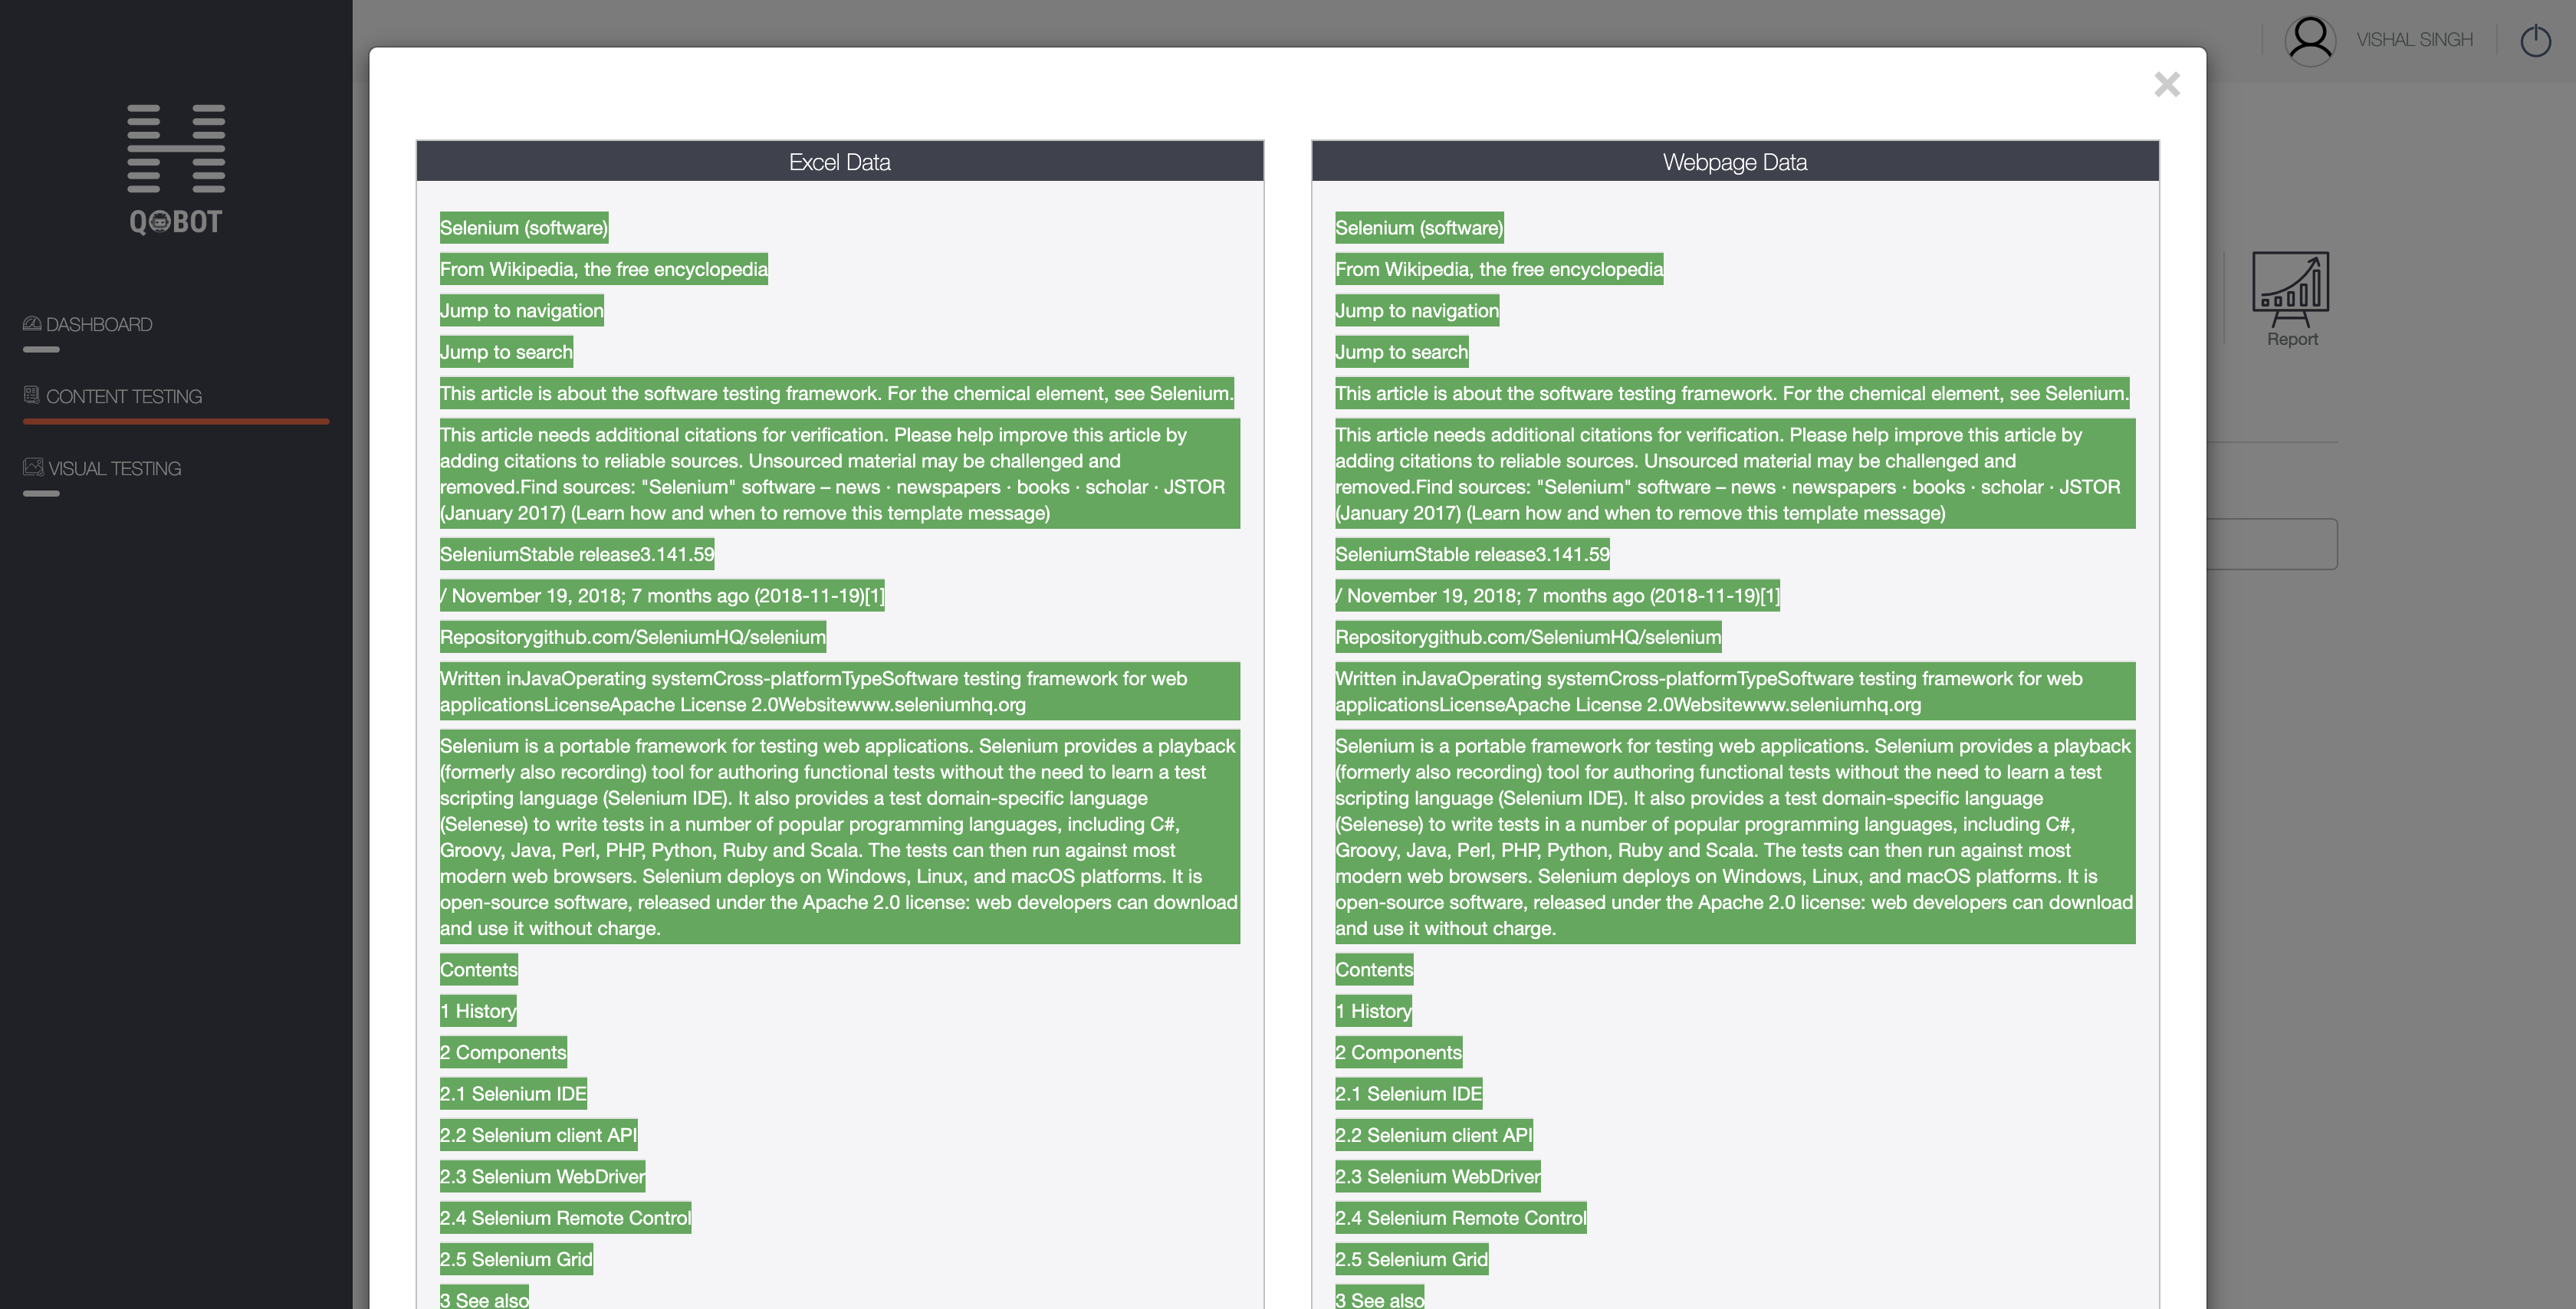 VISHAL SINGH
QOBOT
DASHBOARD
CONTENT TESTING
VISUAL TESTING
Report
Excel Data
Selenium (software)
From Wikipedia, the free encyclopedia
Jump to navigation
Jump to search
This article is about the software testing framework. For the chemical element, see Selenium.
This article needs additional citations for verification. Please help improve this article by
adding citations to reliable sources. Unsourced material may be challenged and
removed.Find sources: "Selenium" software – news · newspapers · books · scholar · JSTOR
(January 2017) (Learn how and when to remove this template message)
SeleniumStable release3.141.59
/ November 19, 2018; 7 months ago (2018-11-19)[1]
Repositorygithub.com/SeleniumHQ/selenium
Written inJavaOperating systemCross-platformTypeSoftware testing framework for web
applicationsLicenseApache License 2.0Websitewww.seleniumhq.org
Selenium is a portable framework for testing web applications. Selenium provides a playback
(formerly also recording) tool for authoring functional tests without the need to learn a test
scripting language (Selenium IDE). It also provides a test domain-specific language
(Selenese) to write tests in a number of popular programming languages, including C#,
Groovy, Java, Perl, PHP, Python, Ruby and Scala. The tests can then run against most
modern web browsers. Selenium deploys on Windows, Linux, and macOS platforms. It is
open-source software, released under the Apache 2.0 license: web developers can download
and use it without charge.
Contents
1 History
2 Components
2.1 Selenium IDE
2.2 Selenium client API
2.3 Selenium WebDriver
2.4 Selenium Remote Control
2.5 Selenium Grid
3 See also
Webpage Data
Selenium (software)
From Wikipedia, the free encyclopedia
Jump to navigation
Jump to search
This article is about the software testing framework. For the chemical element, see Selenium.
This article needs additional citations for verification. Please help improve this article by
adding citations to reliable sources. Unsourced material may be challenged and
removed.Find sources: "Selenium" software – news · newspapers · books · scholar · JSTOR
(January 2017) (Learn how and when to remove this template message)
SeleniumStable release3.141.59
/ November 19, 2018; 7 months ago (2018-11-19)[1]
Repositorygithub.com/SeleniumHQ/selenium
Written inJavaOperating systemCross-platformTypeSoftware testing framework for web
applicationsLicenseApache License 2.0Websitewww.seleniumhq.org
Selenium is a portable framework for testing web applications. Selenium provides a playback
(formerly also recording) tool for authoring functional tests without the need to learn a test
scripting language (Selenium IDE). It also provides a test domain-specific language
(Selenese) to write tests in a number of popular programming languages, including C#,
Groovy, Java, Perl, PHP, Python, Ruby and Scala. The tests can then run against most
modern web browsers. Selenium deploys on Windows, Linux, and macOS platforms. It is
open-source software, released under the Apache 2.0 license: web developers can download
and use it without charge.
Contents
1 History
2 Components
2.1 Selenium IDE
2.2 Selenium client API
2.3 Selenium WebDriver
2.4 Selenium Remote Control
2.5 Selenium Grid
3 See also